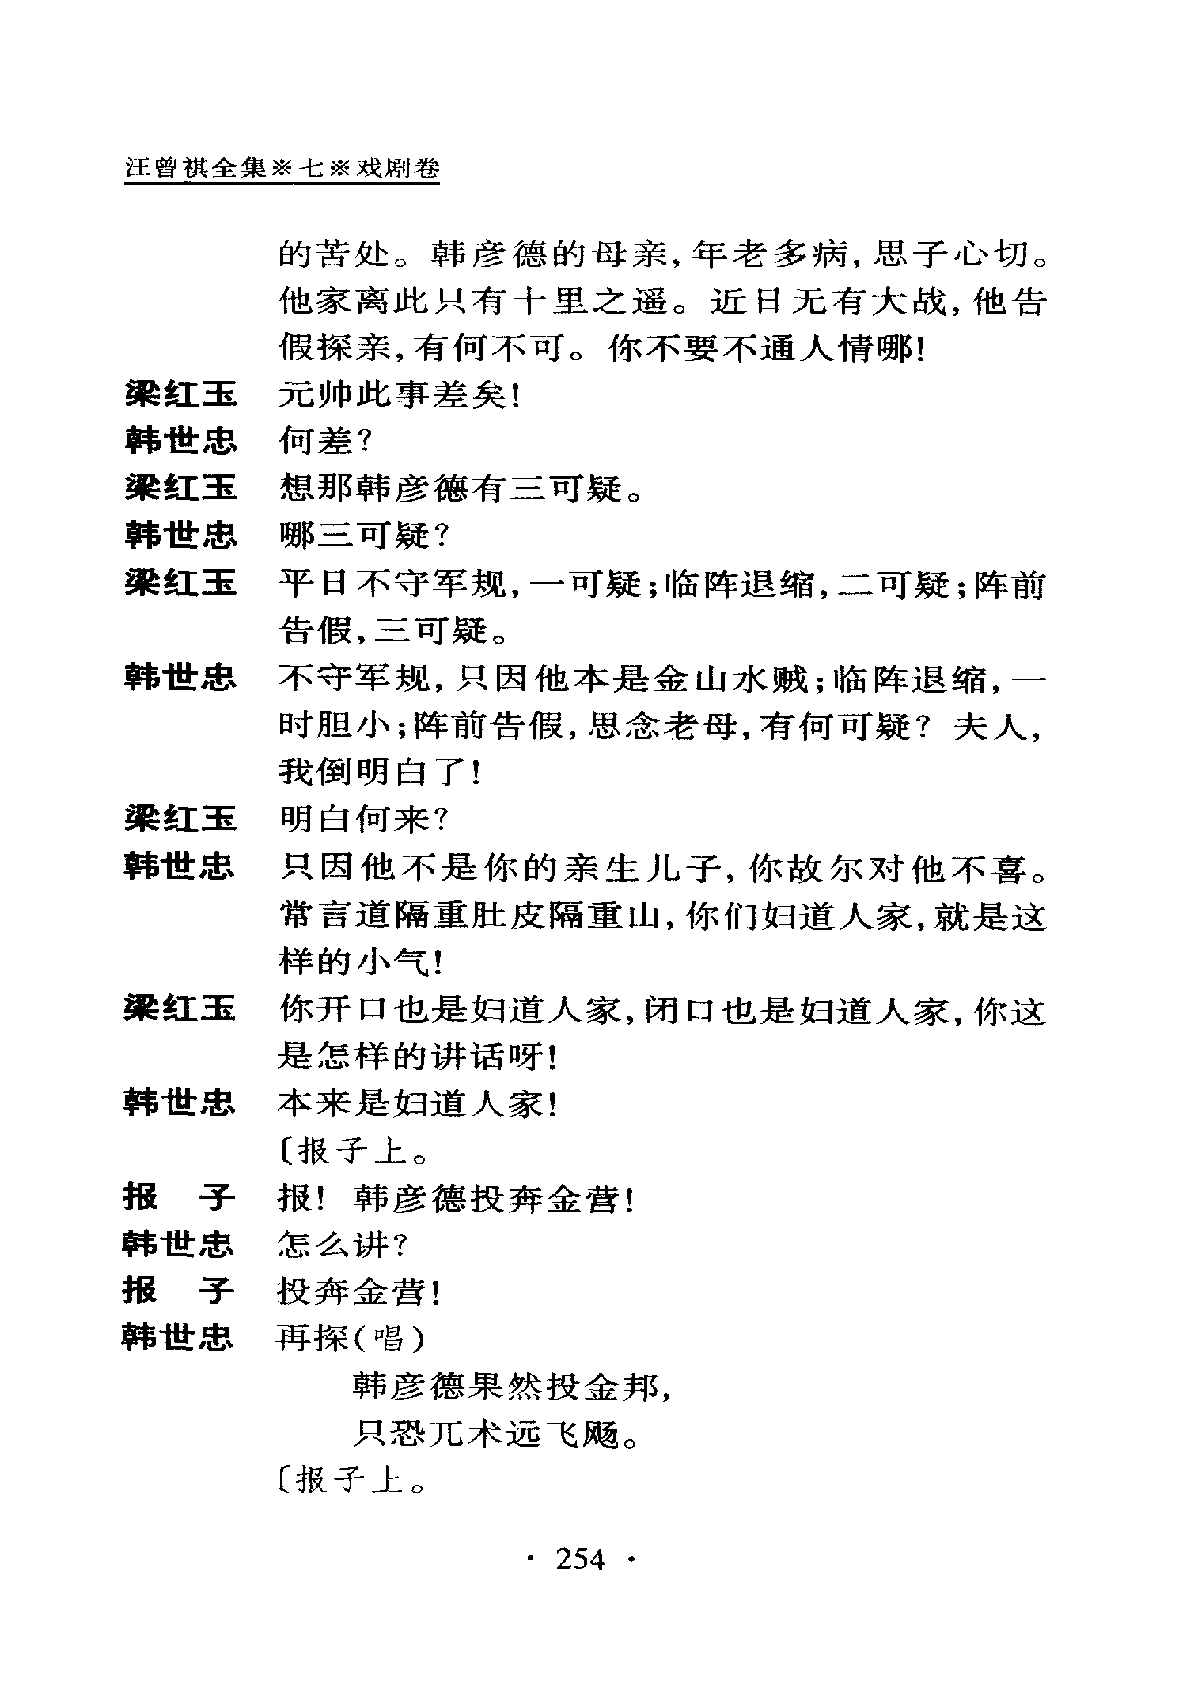 汪曾祺全集※七※戏剧卷
的苦处。韩彦德的母亲,年老多病,思子心切。
他家离此只有十里之遥。近日无有大战,他告
假探亲,有何不可。你不要不通人情哪!
梁红玉 元帅此事差矣!
韩世忠 何差?
梁红玉 想那韩彦德有三可疑。
韩世忠 哪三可疑?
梁红玉 平日不守军规,一可疑;临阵退缩,二可疑;阵前
告假,三可疑。
韩世忠 不守军规,只因他本是金山水贼;临阵退缩,一
时胆小;阵前告假,思念老母,有何可疑? 夫人,
我倒明白了!
梁红玉 明白何来?
韩世忠 只因他不是你的亲生儿子,你故尔对他不喜。
常言道隔重肚皮隔重山,你们妇道人家,就是这
样的小气!
梁红玉 你开口也是妇道人家,闭口也是妇道人家,你这
是怎样的讲话呀!
韩世忠 本来是妇道人家!
〔报子上。
报 子 报! 韩彦德投奔金营!
韩世忠 怎么讲?
报 子 投奔金营!
韩世忠 再探(唱)
韩彦德果然投金邦,
只恐兀术远飞飏。
〔报子上。
· 254 ·